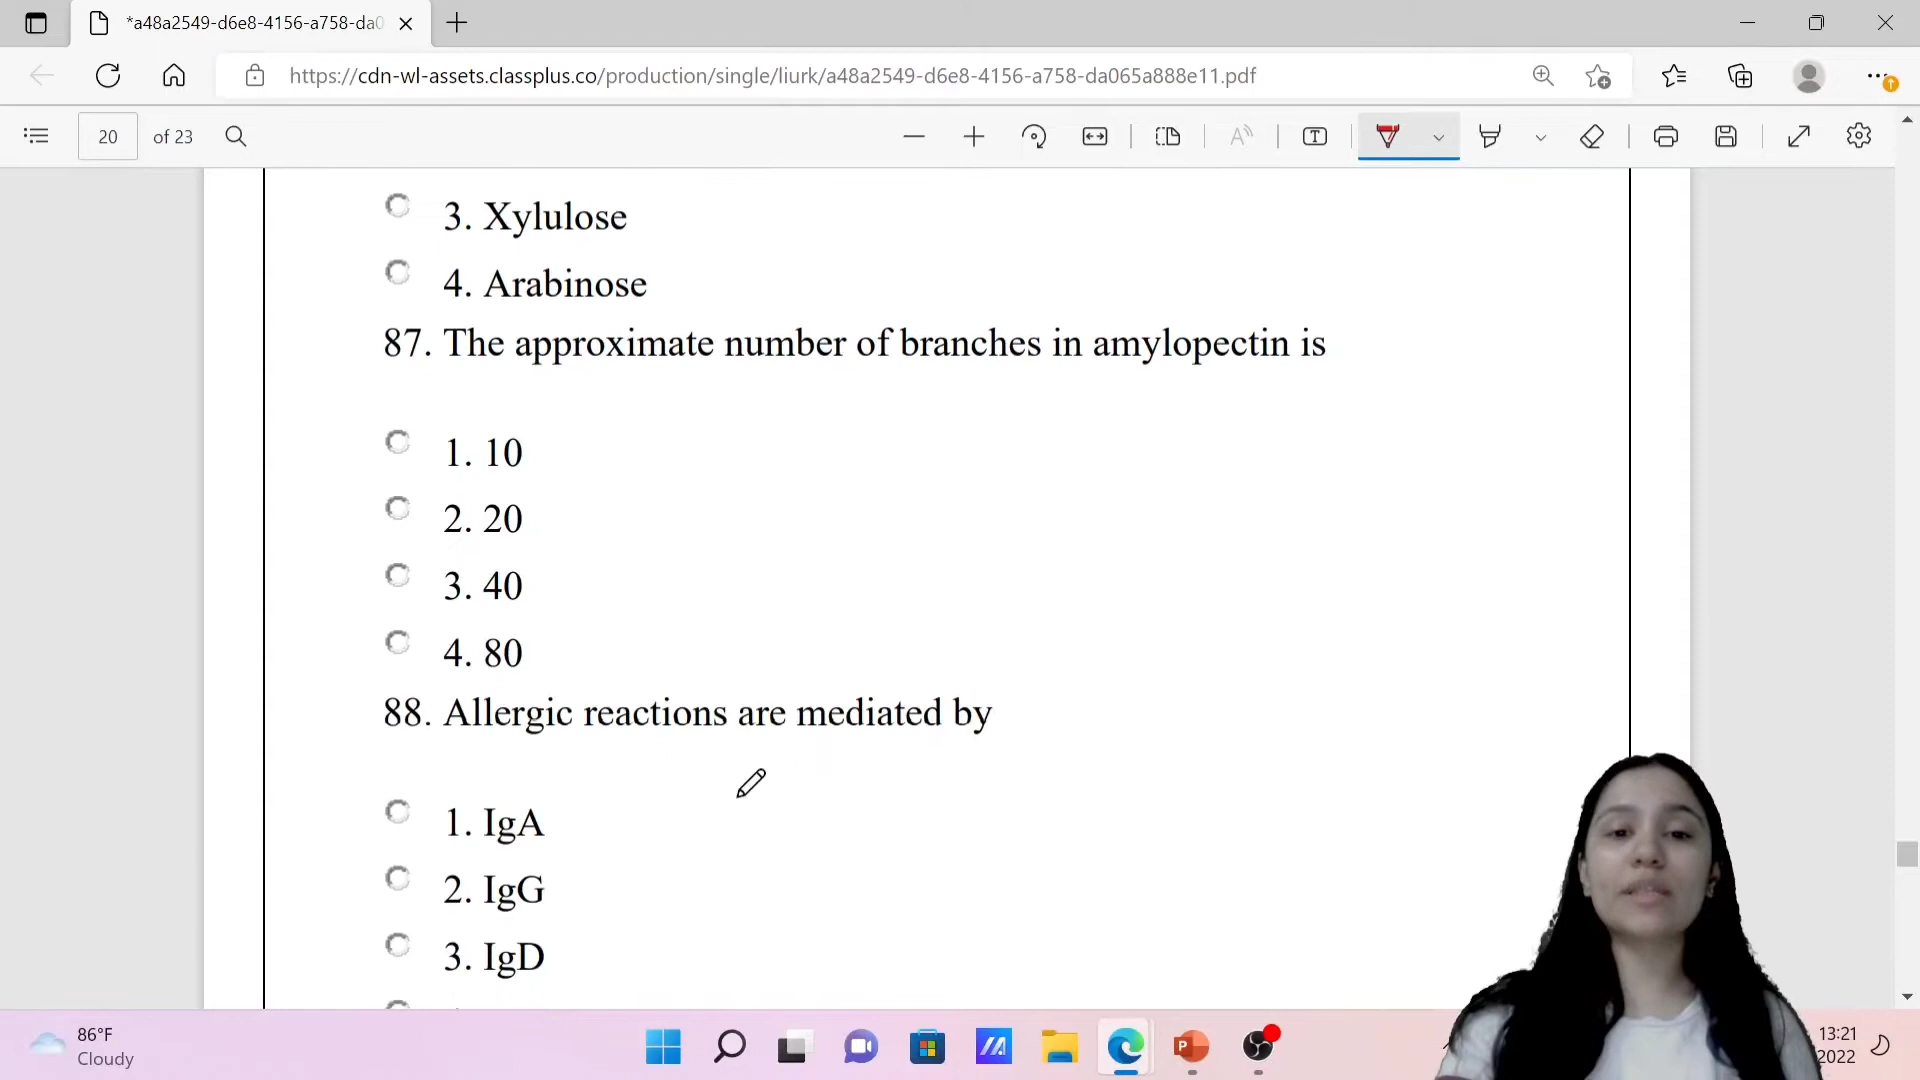 *a48a2549-d6e8-4156-a758-da0
https://cdn-wl-assets.classplus.co/production/single/liurk/a48a2549-d6e8-4156-a758-da065a888e11.pdf
20 of 23
3. Xylulose
4. Arabinose
87. The approximate number of branches in amylopectin is
1. 10
2. 20
3. 40
4. 80
88. Allergic reactions are mediated by
1. IgA
2. IgG
3. IgD
86°F
Cloudy
13:21
2022